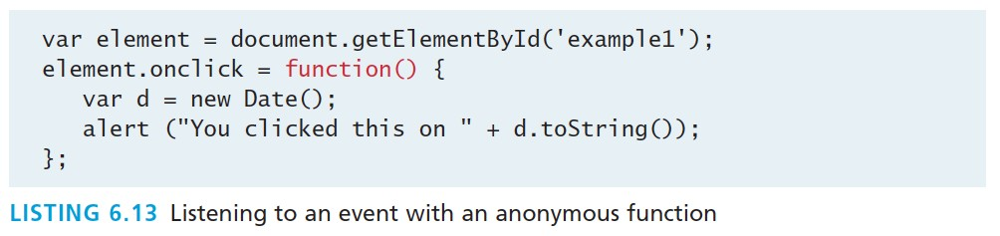 var element = document.getElementById('example1');
element.onclick = function() {
   var d = new Date();
   alert ("You clicked this on " + d.toString());
};
LISTING 6.13 Listening to an event with an anonymous function